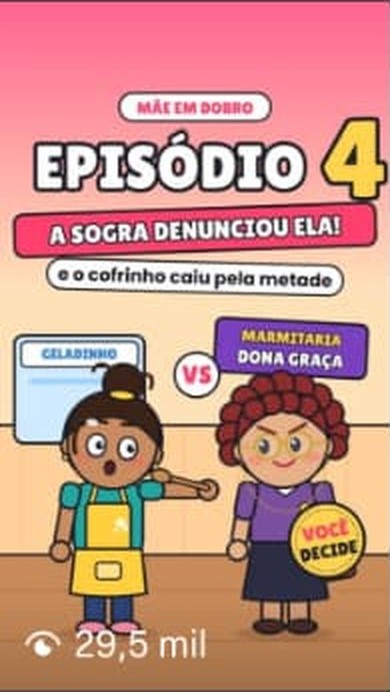 MÃE EM DOBRO
EPISÓDIO 4
A SOGRA DENUNCIOU ELA!
e o cofrinho caiu pela metade
GELADINHO
VS
MARMITARIA
DONA GRAÇA
VOCÊ
DECIDE
29,5 mil